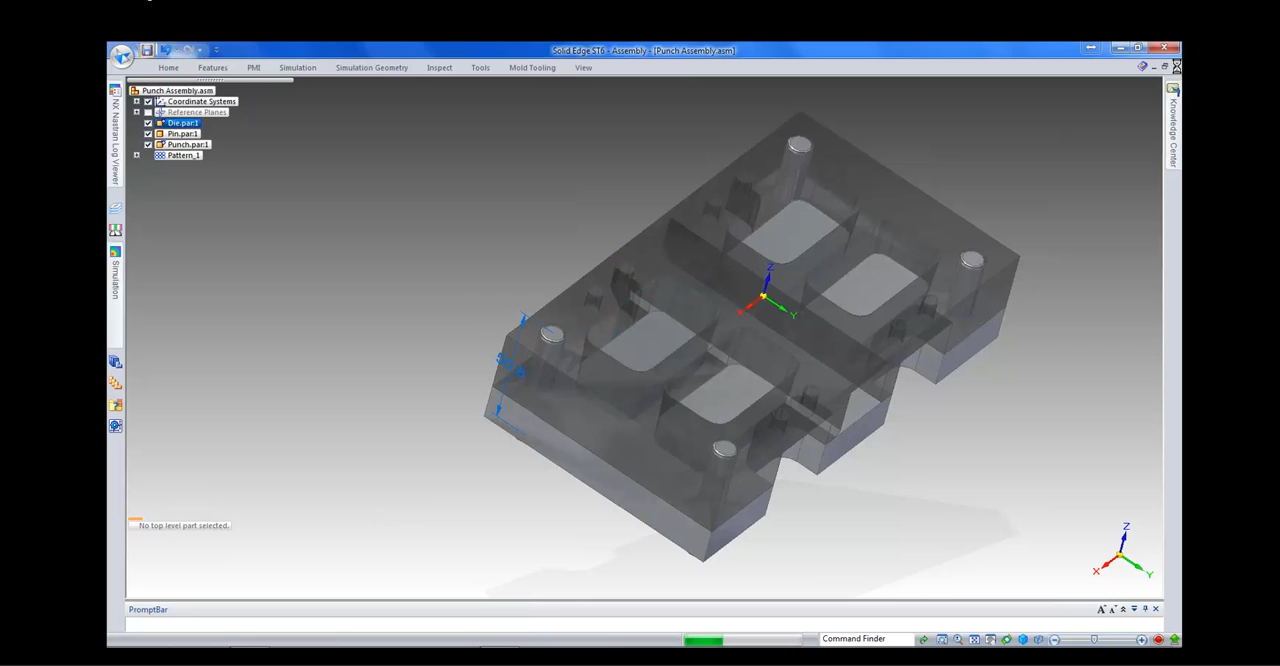 Solid Edge ST6 - Assembly - [Punch Assembly.asm]
Home Features PMI Simulation Simulation Geometry Inspect Tools Mold Tooling View
Punch Assembly.asm
Coordinate Systems
Reference Planes
Die.par:1
Pin.par:1
Punch.par:1
Pattern_1
NX Nastran Log Viewer
Simulation
Knowledge Center
Z
Y
No top level part selected.
Z
X
Y
PromptBar
Command Finder